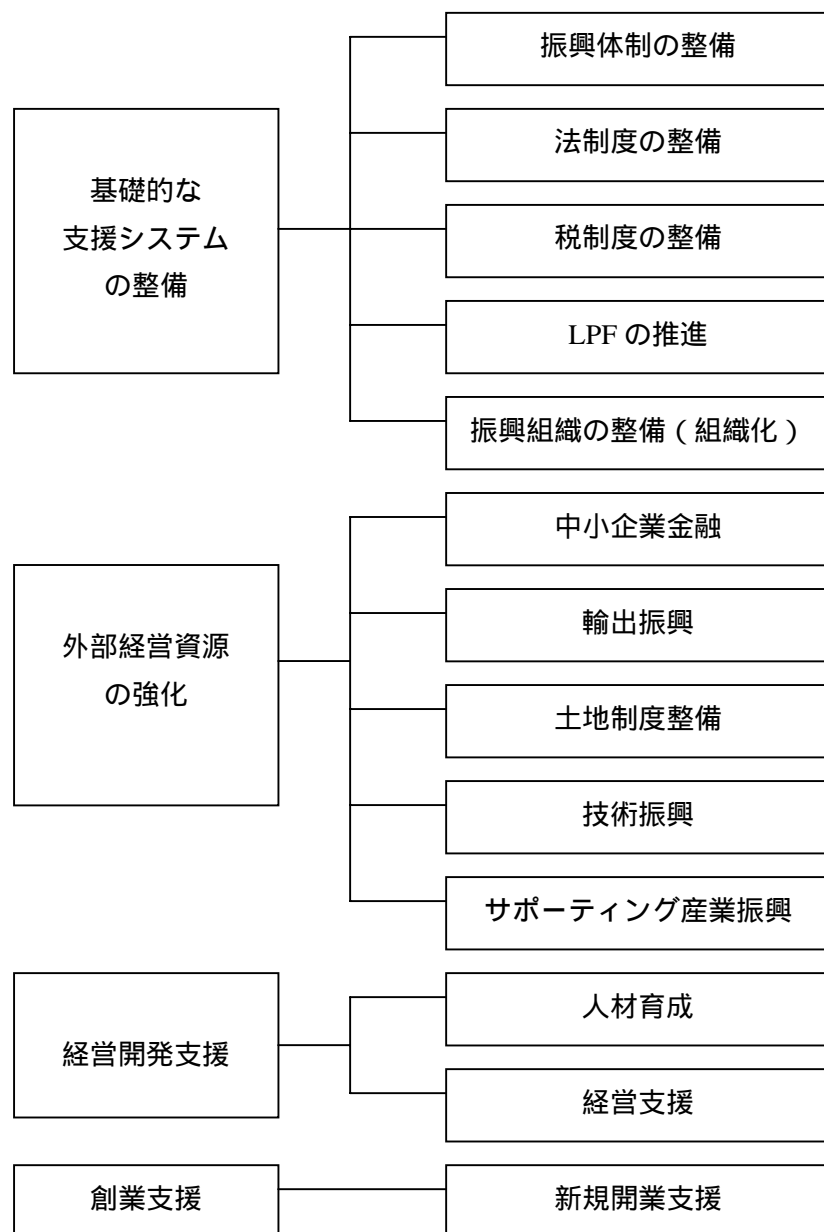 基礎的な
支援システム
の整備
振興体制の整備
法制度の整備
税制度の整備
LPF の推進
振興組織の整備（組織化）
外部経営資源
の強化
中小企業金融
輸出振興
土地制度整備
技術振興
サポーティング産業振興
経営開発支援
人材育成
経営支援
創業支援
新規開業支援